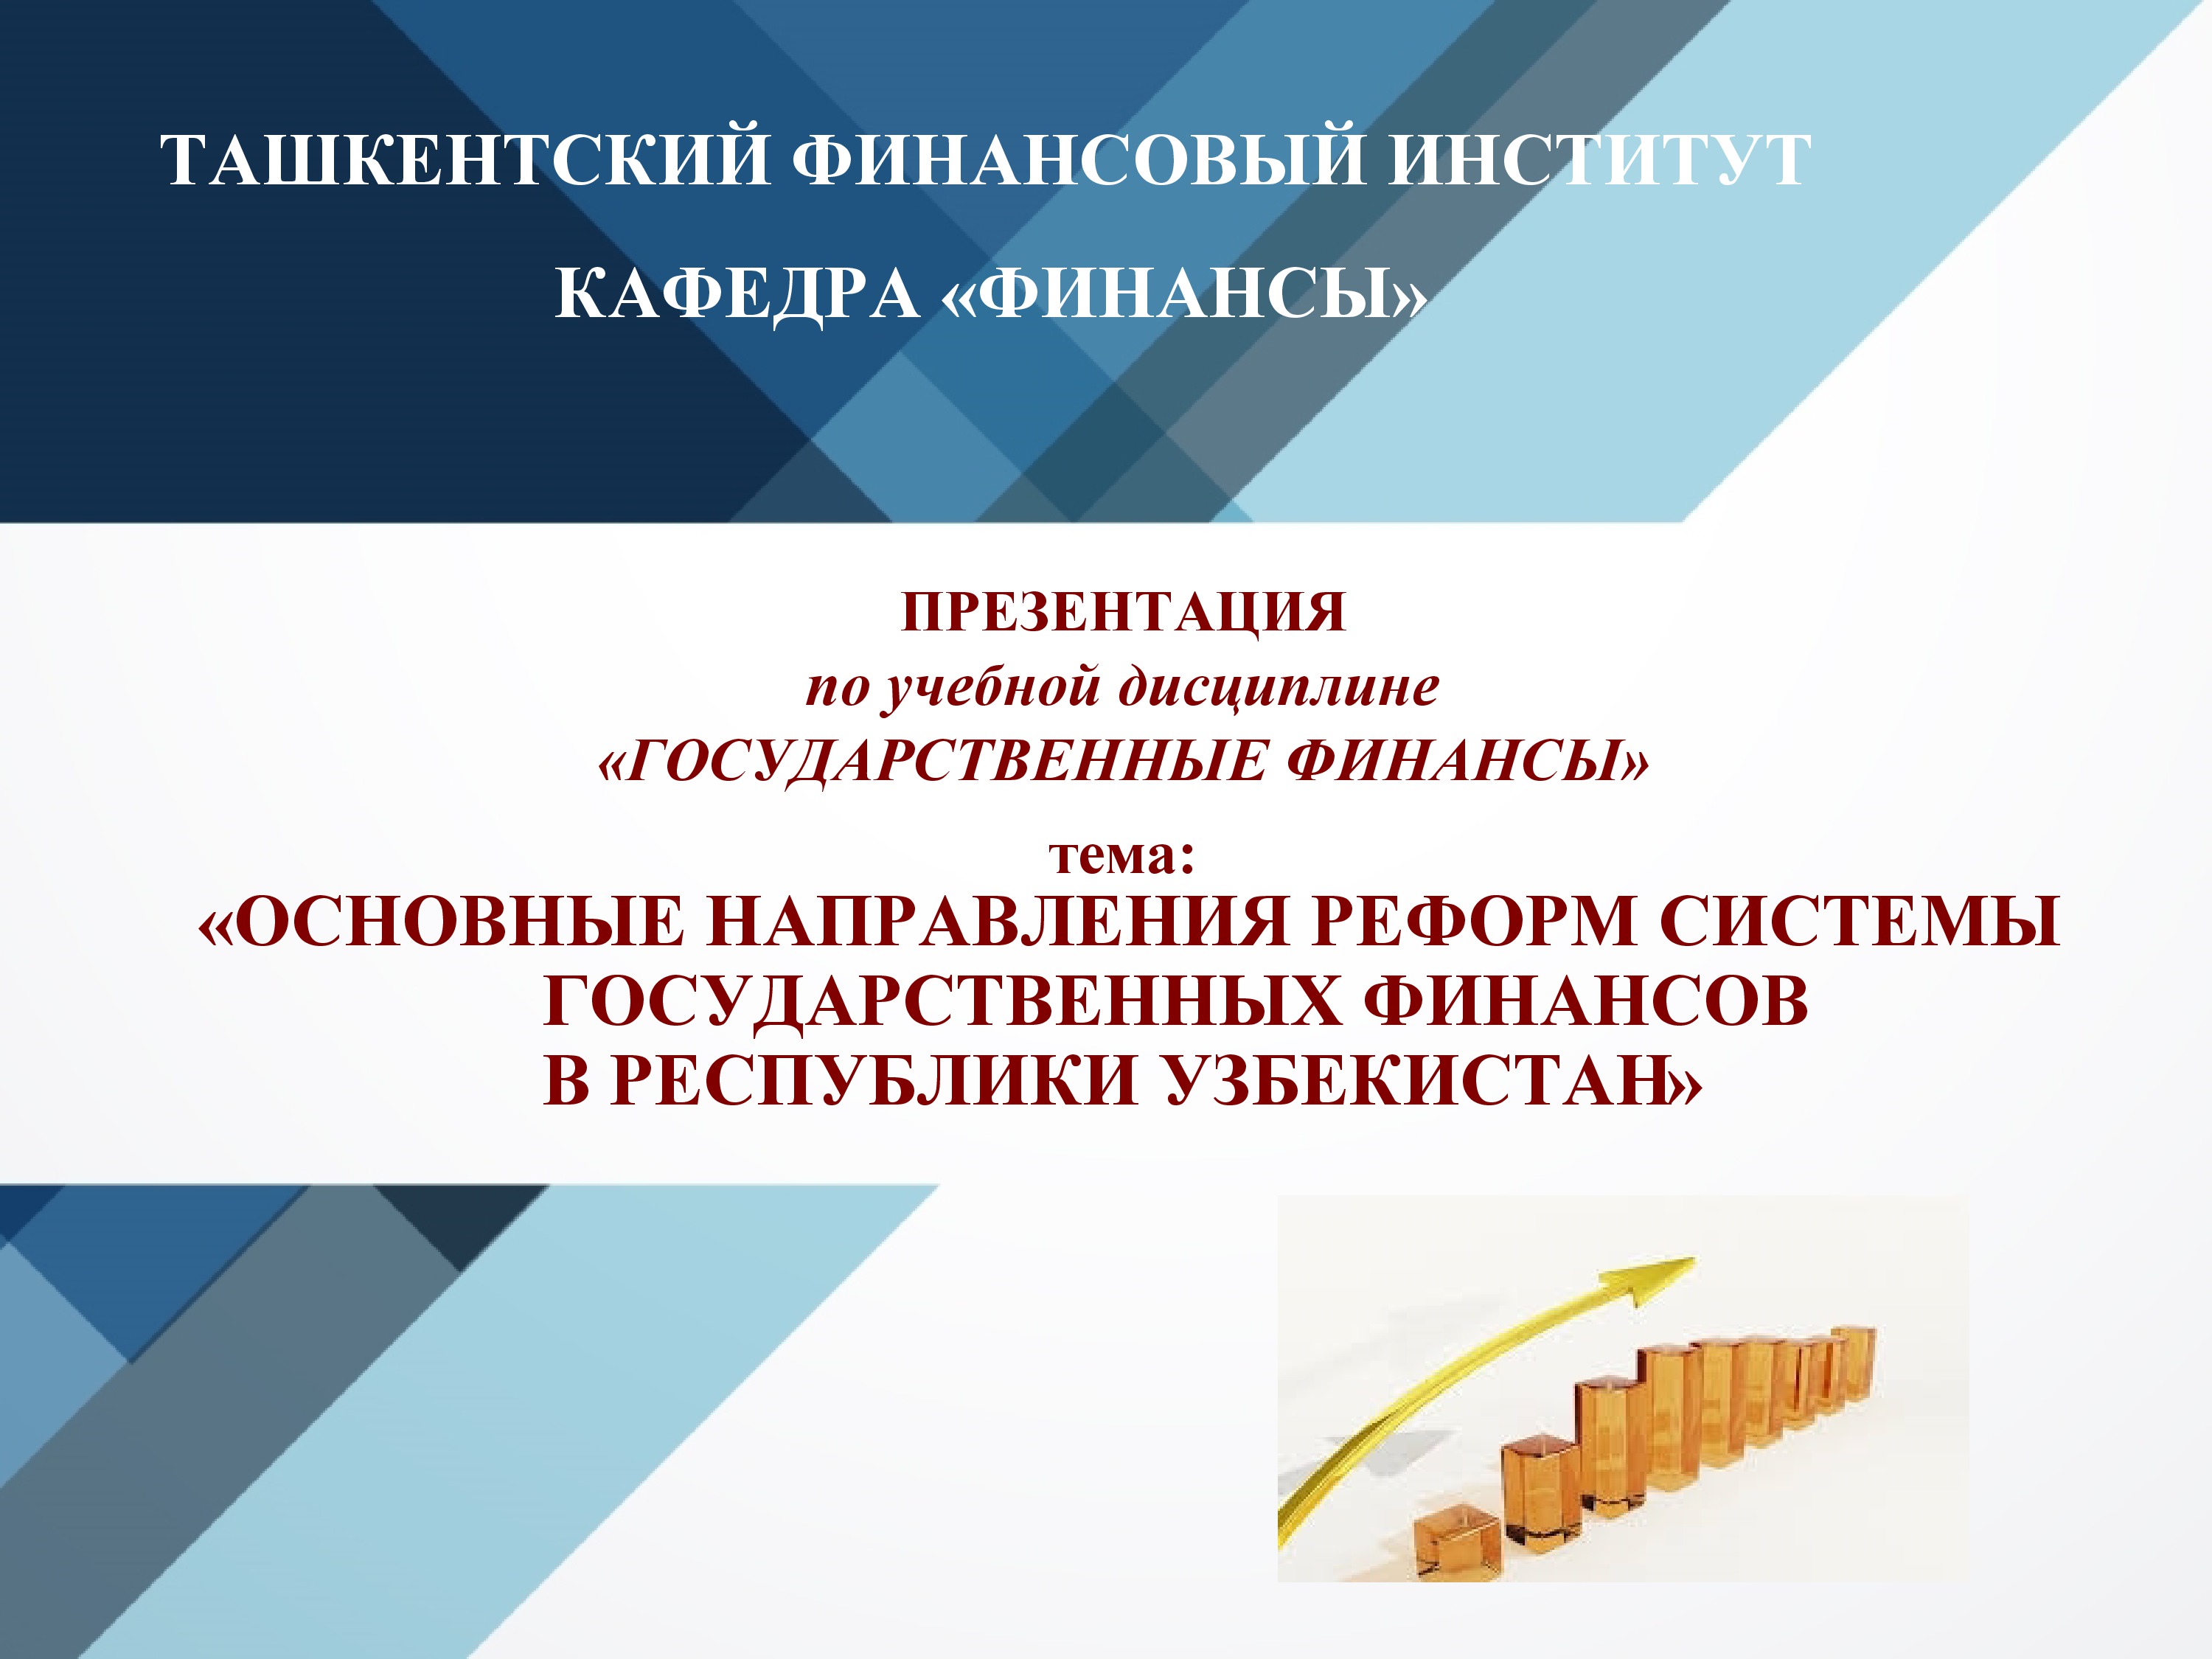 ТАШКЕНТСКИЙ ФИНАНСОВЫЙ ИНСТИТУТ
КАФЕДРА «ФИНАНСЫ»
ПРЕЗЕНТАЦИЯ
по учебной дисциплине
«ГОСУДАРСТВЕННЫЕ ФИНАНСЫ»
тема:
«ОСНОВНЫЕ НАПРАВЛЕНИЯ РЕФОРМ СИСТЕМЫ
ГОСУДАРСТВЕННЫХ ФИНАНСОВ
В РЕСПУБЛИКИ УЗБЕКИСТАН»